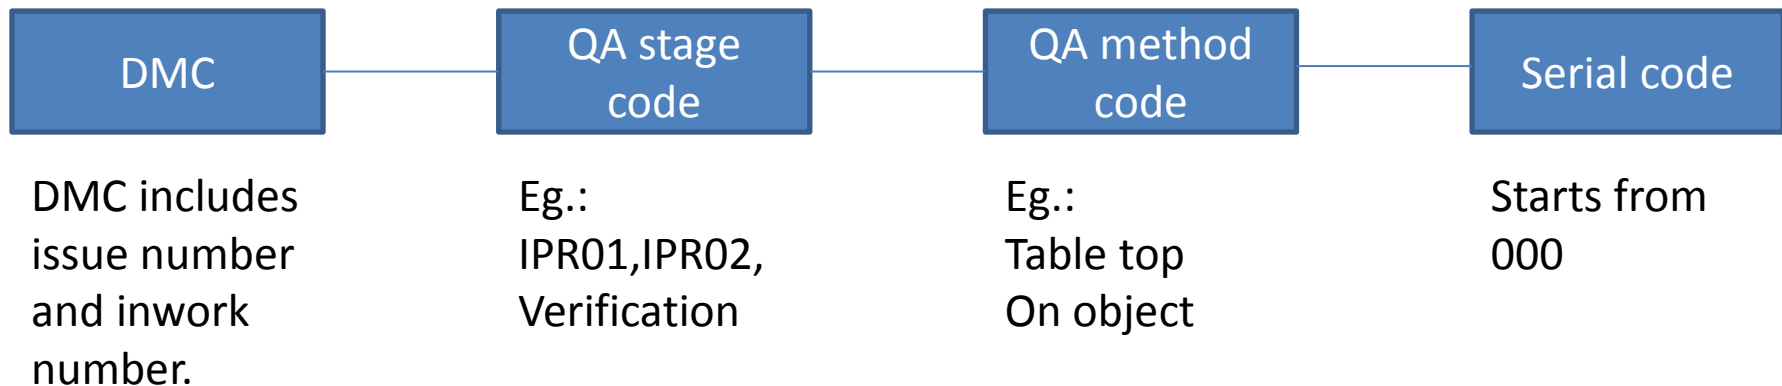 DMC
QA stage
code
QA method
code
Serial code
DMC includes
issue number
and inwork
number.
Eg.:
IPR01,IPR02,
Verification
Eg.:
Table top
On object
Starts from
000